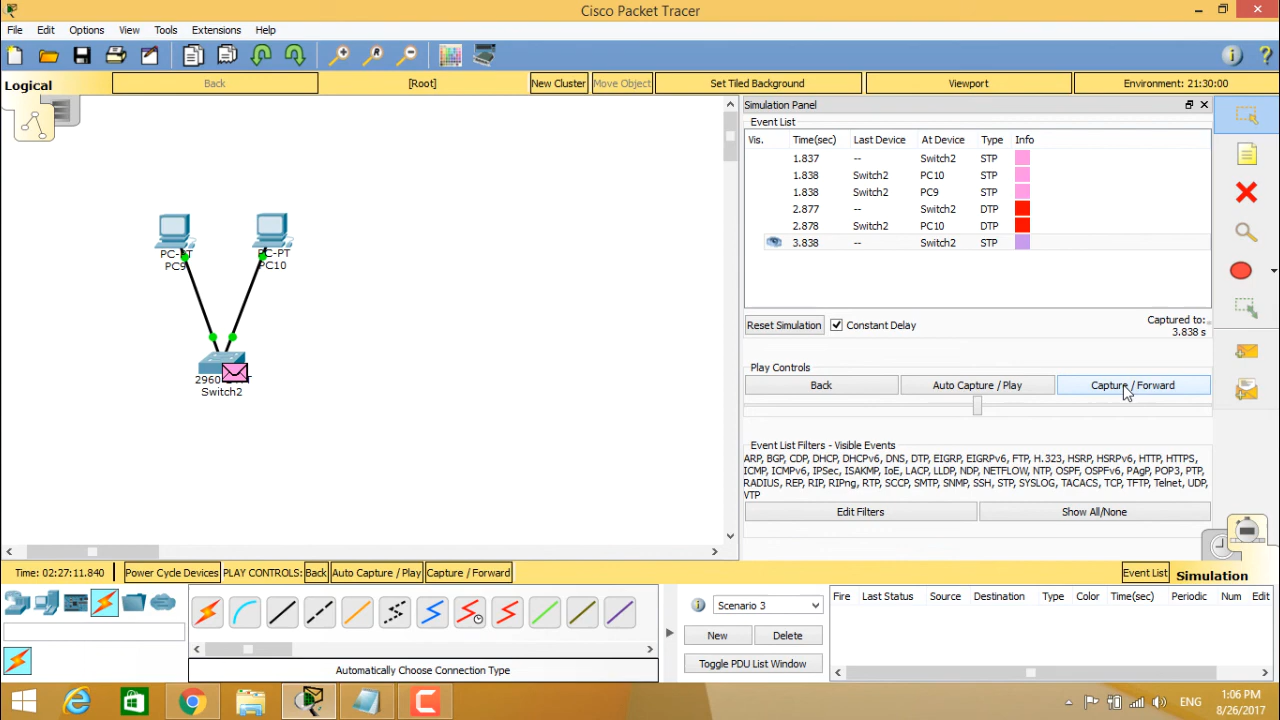 Cisco Packet Tracer
File Edit Options View Tools Extensions Help
Logical Back [Root] New Cluster Move Object Set Tiled Background Viewport Environment: 21:30:00
Simulation Panel
Event List
Vis. Time(sec) Last Device At Device Type Info
1.837 -- Switch2 STP
1.838 Switch2 PC10 STP
1.838 Switch2 PC9 STP
2.877 -- Switch2 DTP
2.878 Switch2 PC10 DTP
3.838 -- Switch2 STP
PC-PT
PC9
PC-PT
PC10
Switch2
Reset Simulation Constant Delay Captured to:
3.838 s
Play Controls
Back Auto Capture / Play Capture / Forward
Event List Filters - Visible Events
ARP, BGP, CDP, DHCP, DHCPv6, DNS, DTP, EIGRP, EIGRPv6, FTP, H.323, HSRP, HSRPv6, HTTP, HTTPS,
ICMP, ICMPv6, IPSec, ISAKMP, IoE, LACP, LLDP, NDP, NETFLOW, NTP, OSPF, OSPFv6, PAgP, POP3, PTP,
RADIUS, REP, RIP, RIPng, RTP, SCCP, SMTP, SNMP, SSH, STP, SYSLOG, TACACS, TCP, TFTP, Telnet, UDP,
VTP
Edit Filters Show All/None
Time: 02:27:11.840 Power Cycle Devices PLAY CONTROLS: Back Auto Capture / Play Capture / Forward Event List Simulation
Scenario 3
New Delete
Toggle PDU List Window
Fire Last Status Source Destination Type Color Time(sec) Periodic Num Edit
Automatically Choose Connection Type
ENG
1:06 PM
8/26/2017